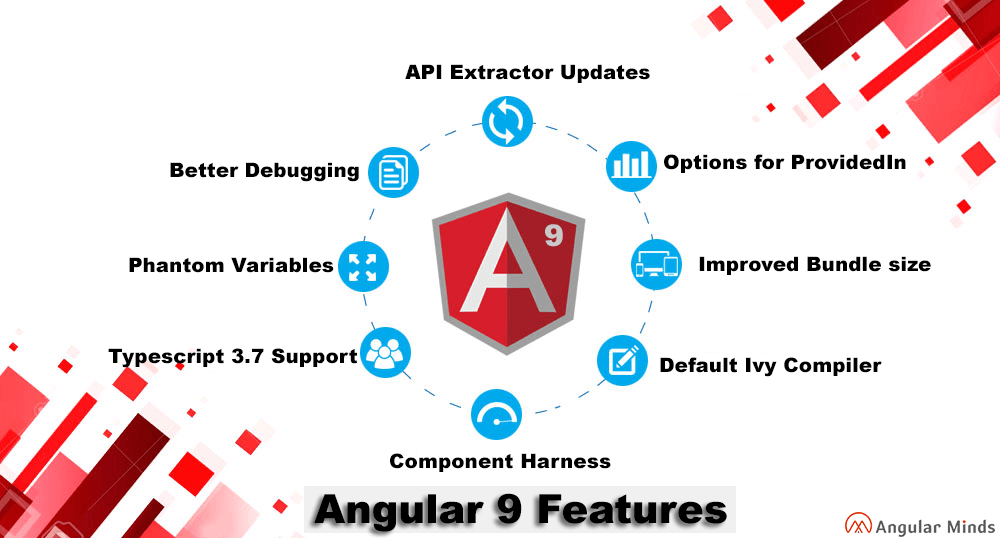 API Extractor Updates
Better Debugging
Options for ProvidedIn
A 9
Phantom Variables
Improved Bundle size
Typescript 3.7 Support
Default Ivy Compiler
Component Harness
Angular 9 Features
Angular Minds